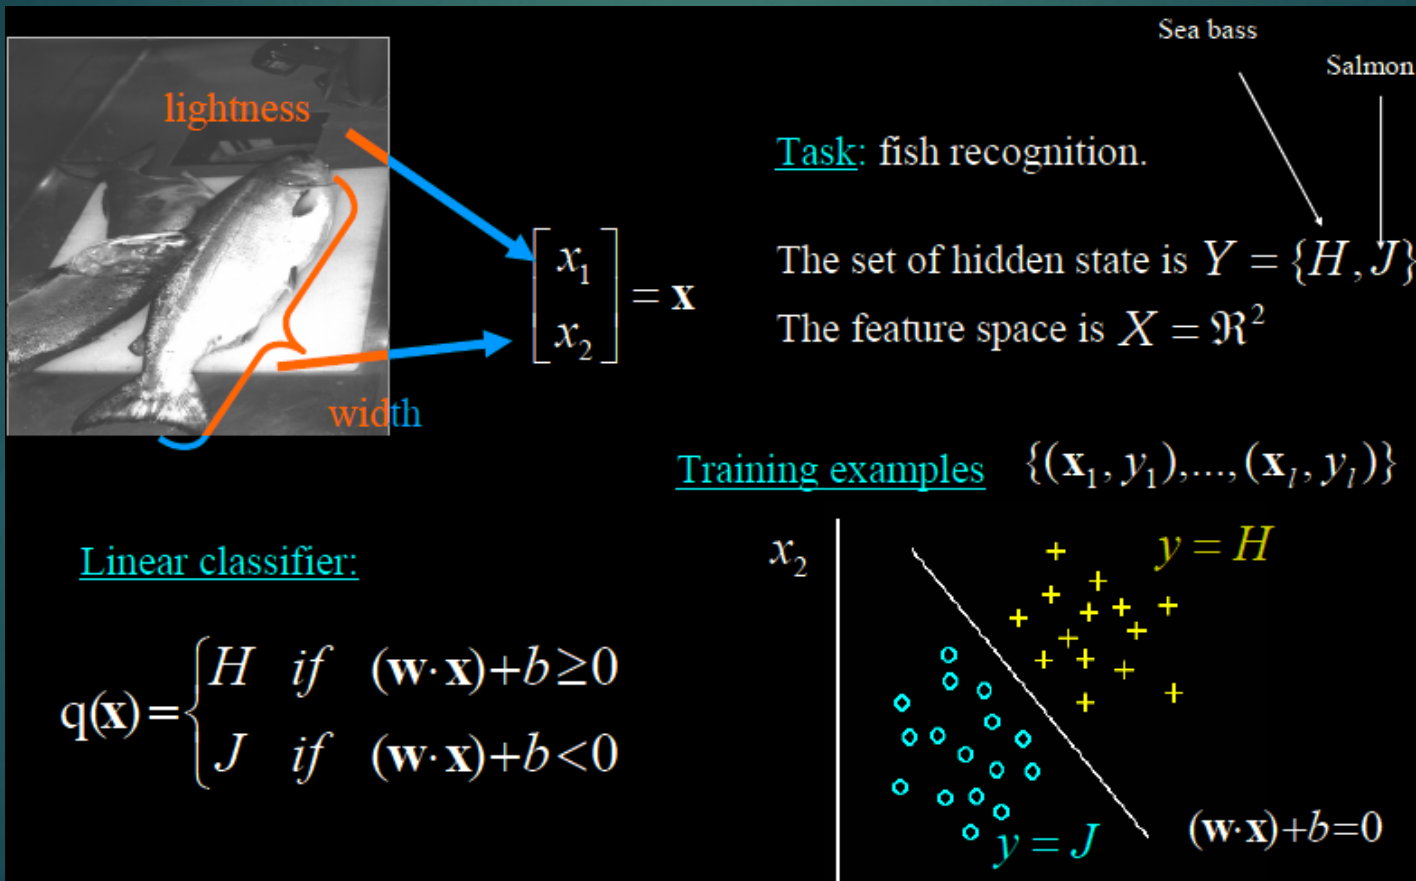 Sea bass
Salmon
lightness
Task: fish recognition.
[x₁ x₂] = x
The set of hidden state is Y = {H, J}
The feature space is X = ℜ²
width
Training examples {(x₁, y₁),...,(xₗ, yₗ)}
Linear classifier:
q(x)={H if (w·x)+b≥0
J if (w·x)+b<0
x₂
y = H
y = J
(w·x)+b=0